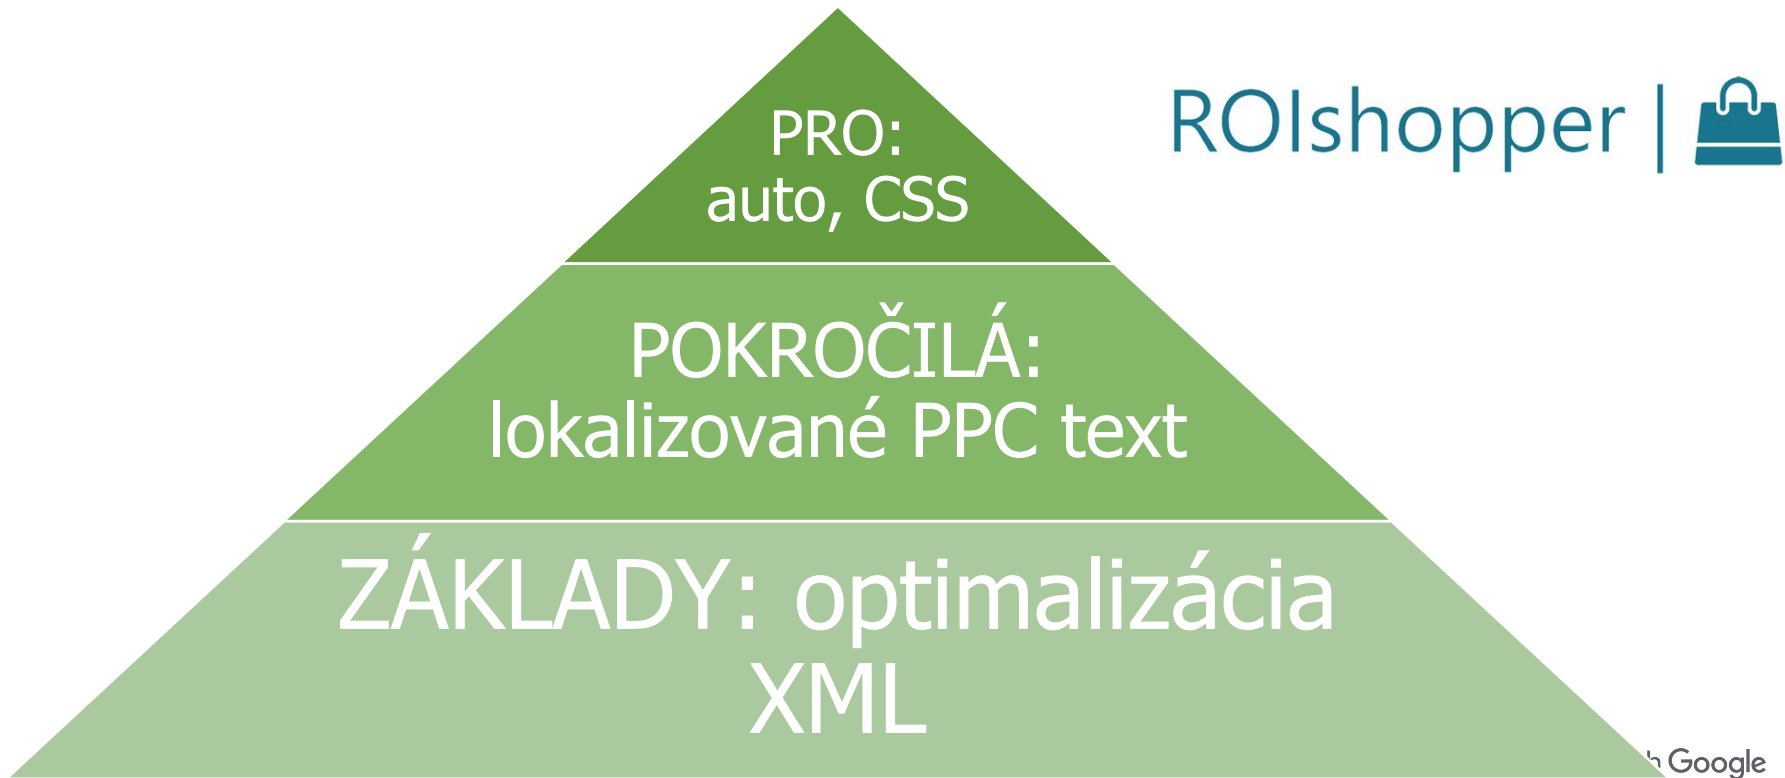 PRO:
auto, CSS
ROIshopper
POKROČILÁ:
lokalizované PPC text
ZÁKLADY: optimalizácia
XML
Google